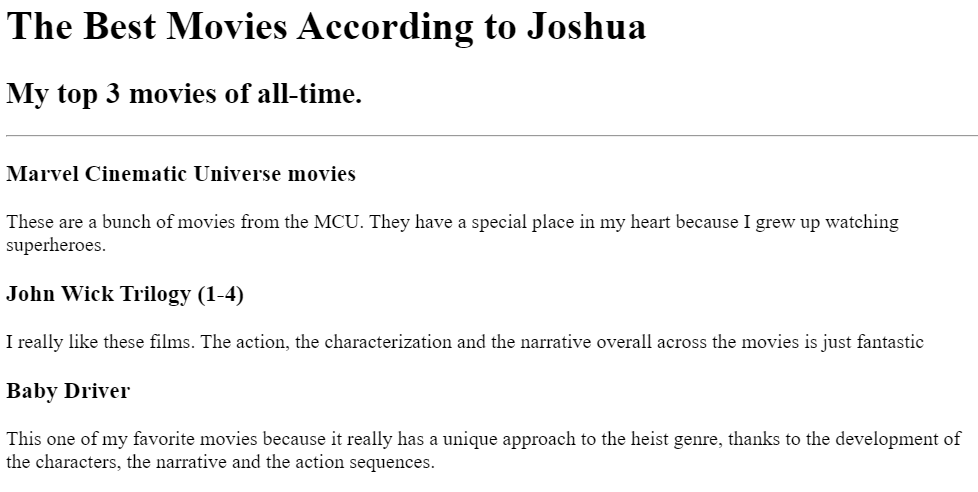 The Best Movies According to Joshua
My top 3 movies of all-time.
Marvel Cinematic Universe movies
These are a bunch of movies from the MCU. They have a special place in my heart because I grew up watching
superheroes.
John Wick Trilogy (1-4)
I really like these films. The action, the characterization and the narrative overall across the movies is just fantastic
Baby Driver
This one of my favorite movies because it really has a unique approach to the heist genre, thanks to the development of
the characters, the narrative and the action sequences.